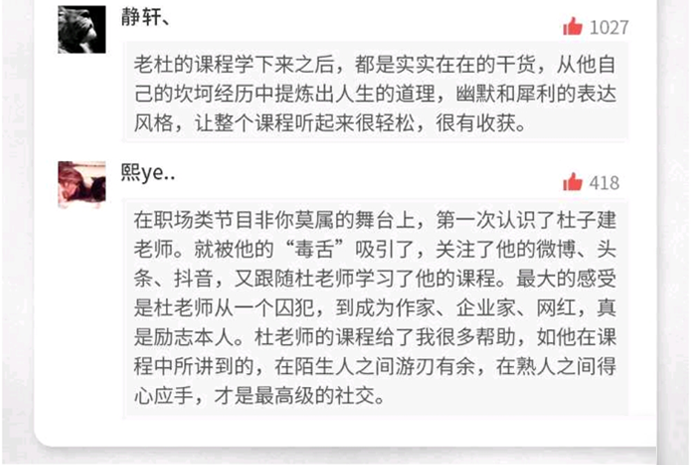 静轩、
1027
老杜的课程学下来之后，都是实实在在的干货，从他自
己的坎坷经历中提炼出人生的道理，幽默和犀利的表达
风格，让整个课程听起来很轻松，很有收获。
熙ye..
418
在职场类节目非你莫属的舞台上，第一次认识了杜子建
老师。就被他的“毒舌”吸引了，关注了他的微博、头
条、抖音，又跟随杜老师学习了他的课程。最大的感受
是杜老师从一个囚犯，到成为作家、企业家、网红，真
是励志本人。杜老师的课程给了我很多帮助，如他在课
程中所讲到的，在陌生人之间游刃有余，在熟人之间得
心应手，才是最高级的社交。